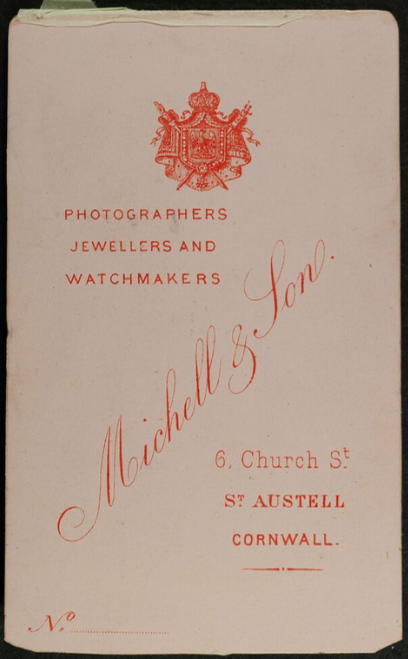 PHOTOGRAPHERS
JEWELLERS AND
WATCHMAKERS
Michell & Son.
6, Church St.
ST AUSTELL
CORNWALL.
No.